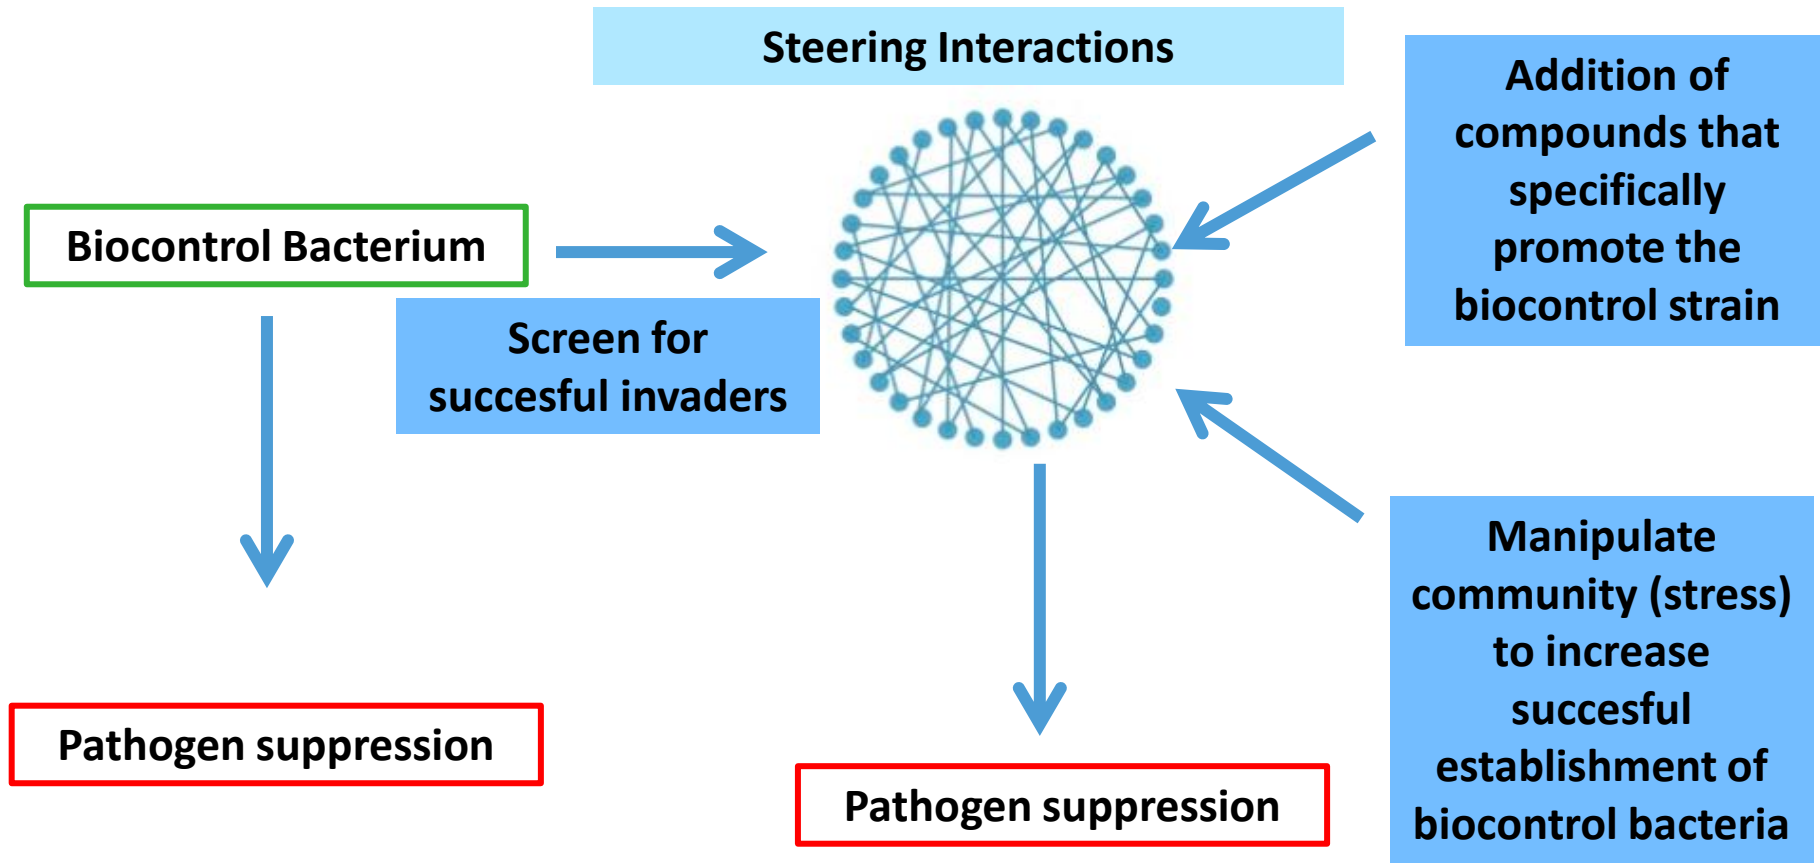 Steering Interactions
Addition of
compounds that
specifically
promote the
biocontrol strain
Biocontrol Bacterium
Screen for
succesful invaders
Manipulate
community (stress)
to increase
succesful
establishment of
biocontrol bacteria
Pathogen suppression
Pathogen suppression